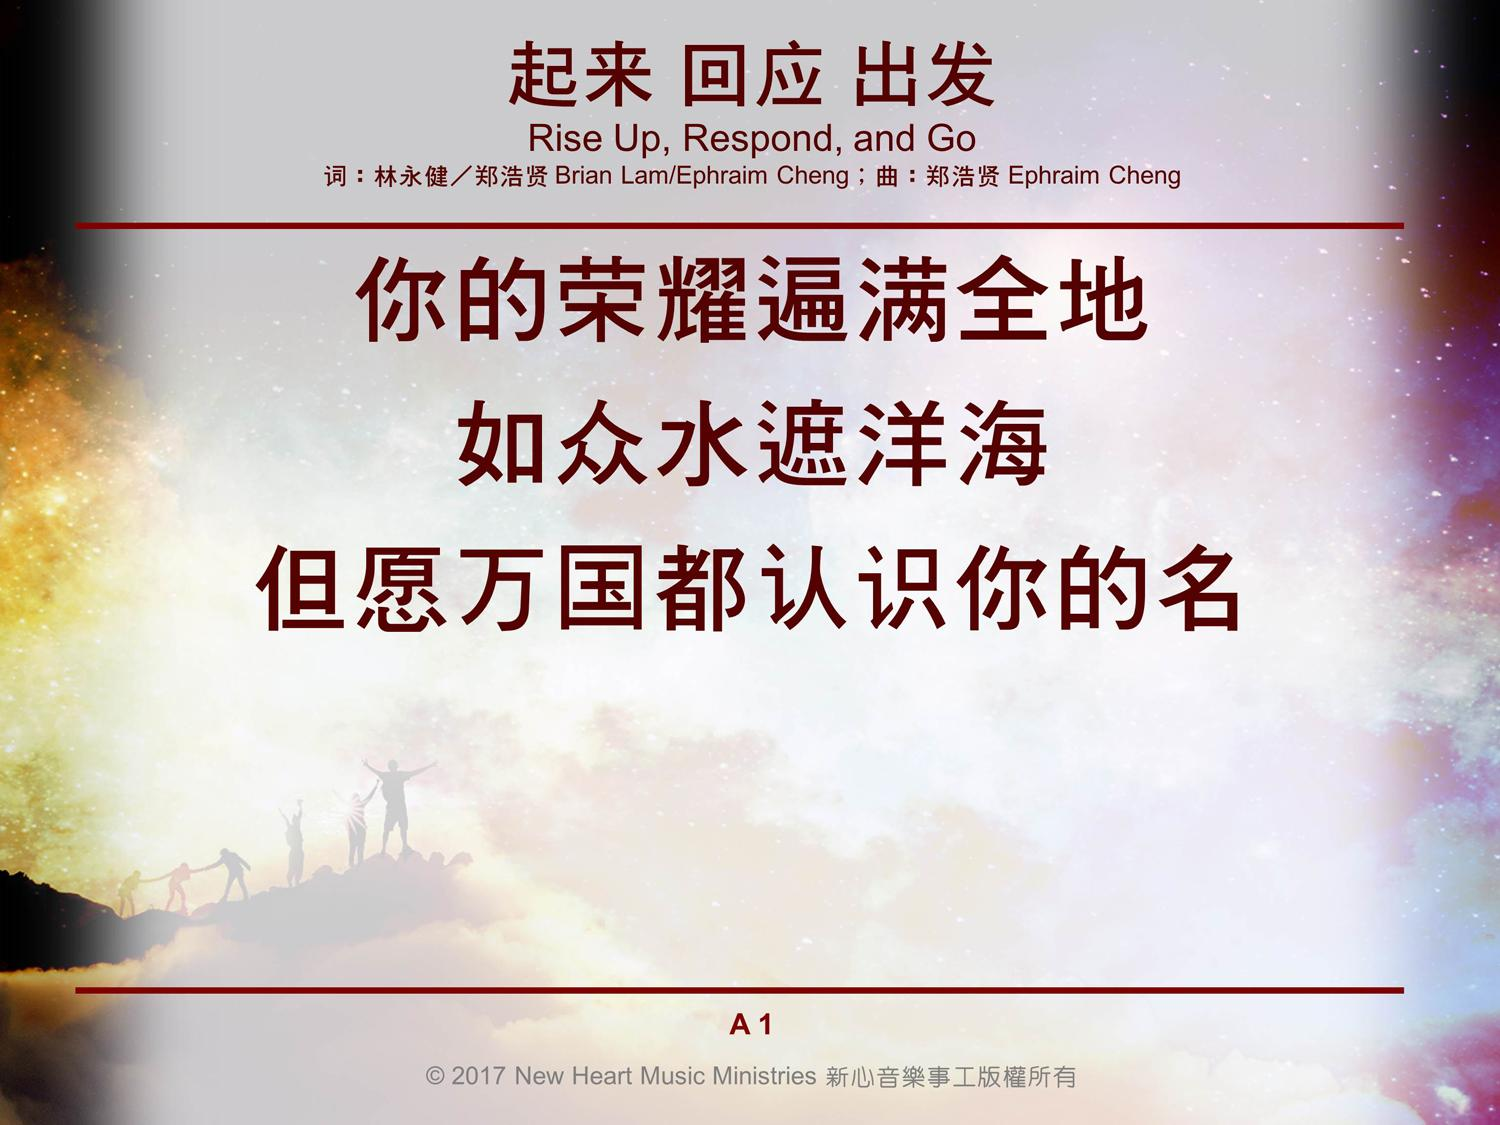 起来 回应 出发
Rise Up, Respond, and Go
词：林永健／郑浩贤 Brian Lam/Ephraim Cheng；曲：郑浩贤 Ephraim Cheng
你的荣耀遍满全地
如众水遮洋海
但愿万国都认识你的名
A 1
© 2017 New Heart Music Ministries 新心音樂事工版權所有